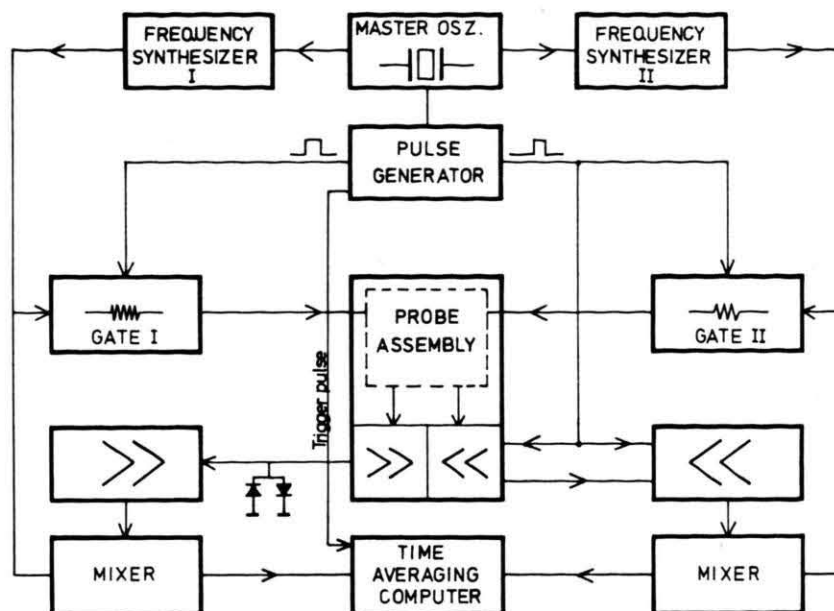 FREQUENCY
SYNTHESIZER
I
MASTER OSZ.
FREQUENCY
SYNTHESIZER
II
PULSE
GENERATOR
GATE I
PROBE
ASSEMBLY
GATE II
Trigger pulse
MIXER
TIME
AVERAGING
COMPUTER
MIXER